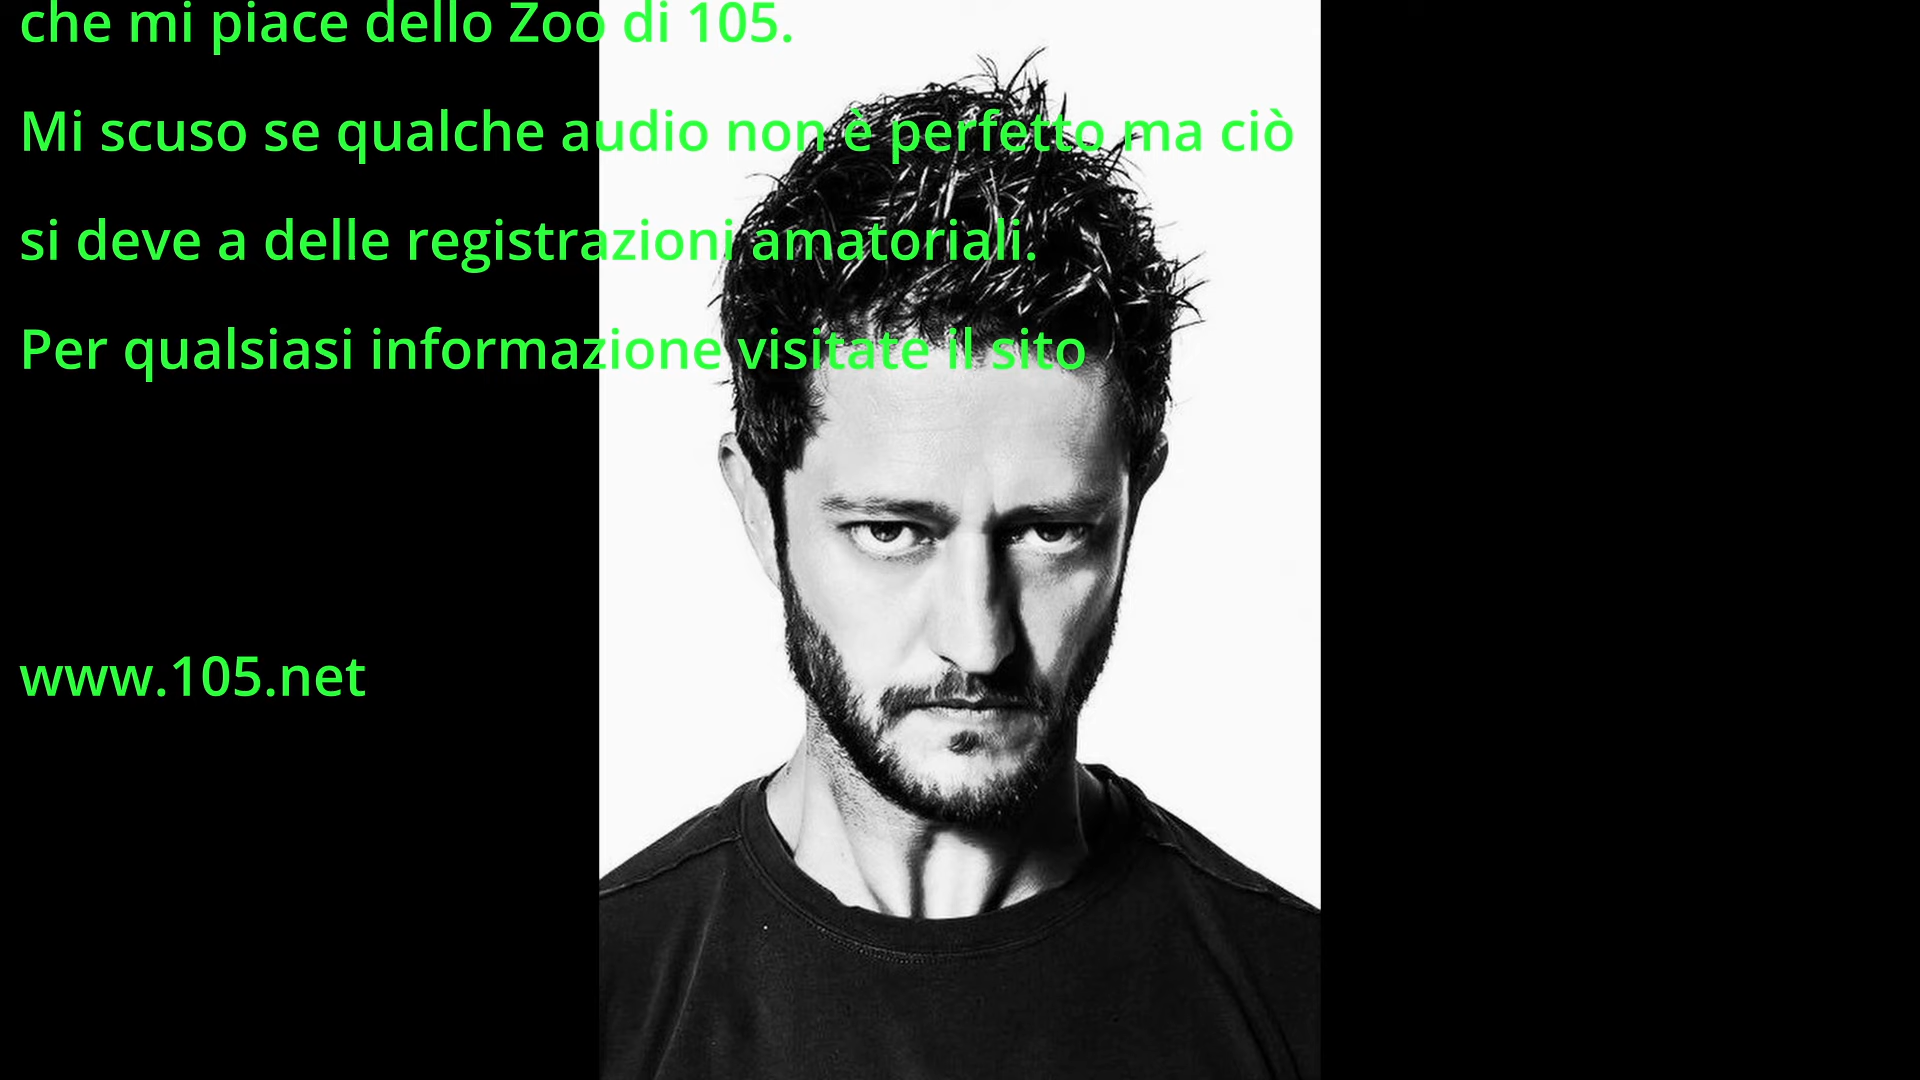 che mi piace dello Zoo di 105.
Mi scuso se qualche audio non è perfetto ma ciò
si deve a delle registrazioni amatoriali.
Per qualsiasi informazione visitate il sito
www.105.net